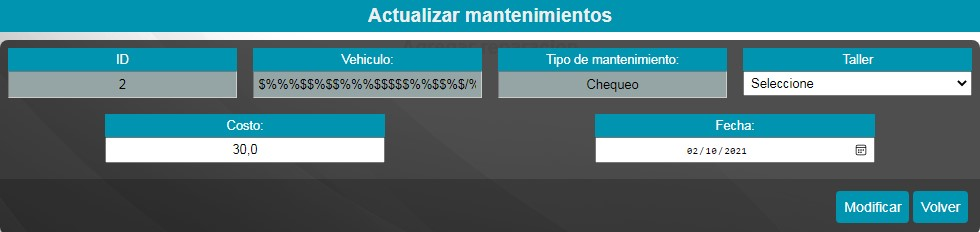 Actualizar mantenimientos
ID
Vehiculo:
Tipo de mantenimiento:
Taller
2
$%%%$$%$$%%%$$$$$%%$$%$/%
Chequeo
Seleccione
Costo:
Fecha:
30,0
02/10/2021
Modificar
Volver